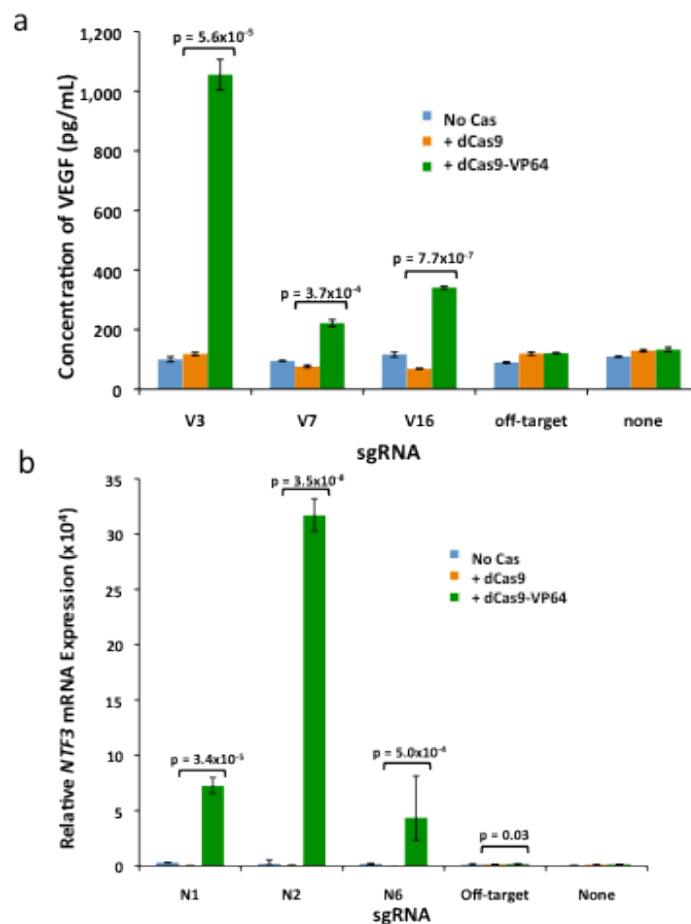 a
1,200
p = 5.6x10⁻⁵
1,000
No Cas
+ dCas9
+ dCas9-VP64
800
600
p = 7.7x10⁻⁷
400
p = 3.7x10⁻⁴
200
0
Concentration of VEGF (pg/mL)
V3 V7 V16 off-target none
sgRNA
b
p = 3.5x10⁻⁸
35
30
No Cas
+ dCas9
+ dCas9-VP64
25
20
15
10
p = 3.4x10⁻⁵
p = 5.0x10⁻⁴
5
p = 0.03
0
Relative NTF3 mRNA Expression (x10⁴)
N1 N2 N6 Off-target None
sgRNA